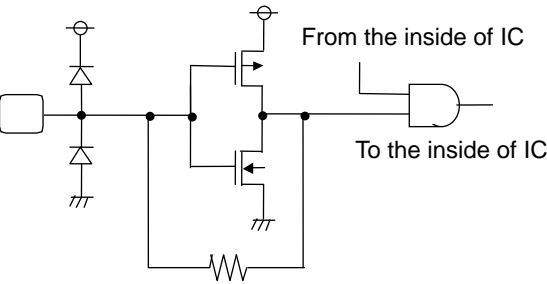 From the inside of IC
To the inside of IC